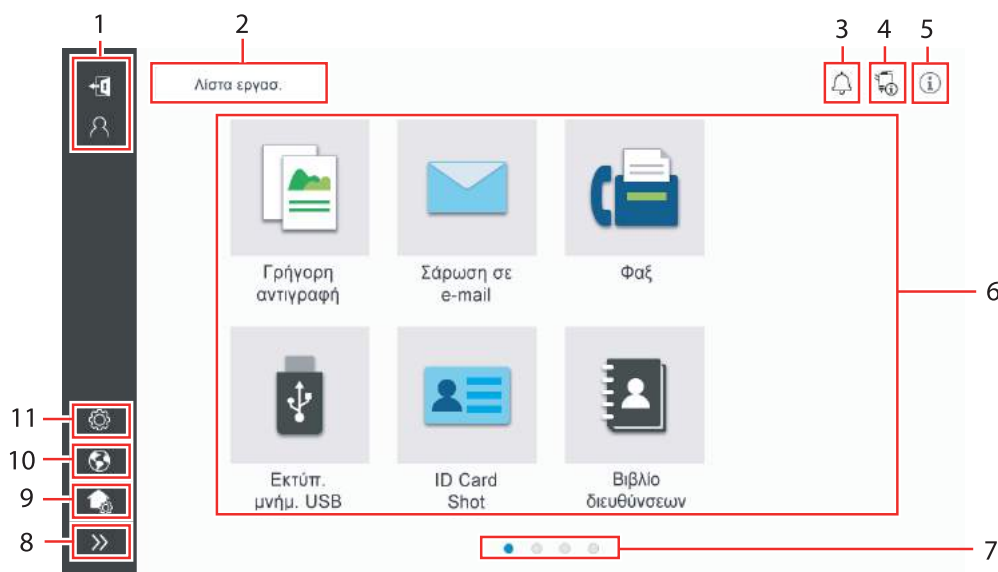 1
2
3
4
5
Λίστα εργασ.
Γρήγορη
αντιγραφή
Σάρωση σε
e-mail
Φαξ
6
Εκτύπ.
μνήμ. USB
ID Card
Shot
Βιβλίο
διευθύνσεων
11
10
9
8
7